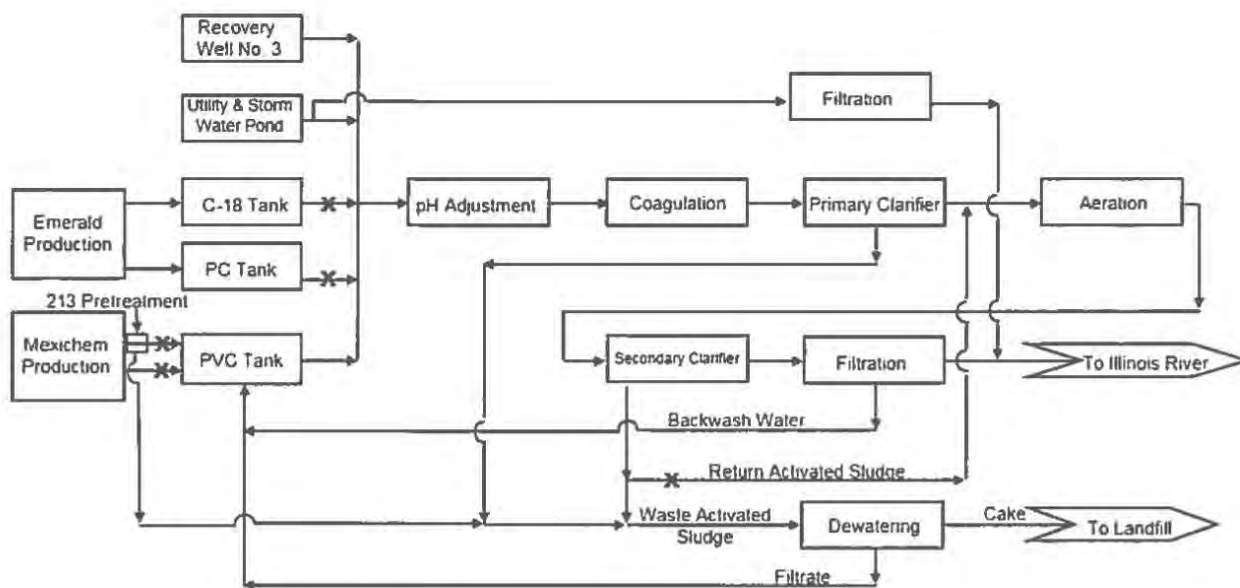 Recovery
Well No. 3
Utility & Storm
Water Pond
Filtration
Emerald
Production
C-18 Tank
pH Adjustment
Coagulation
Primary Clarifier
Aeration
PC Tank
213 Pretreatment
Mexichem
Production
PVC Tank
Secondary Clarifier
Filtration
To Illinois River
Backwash Water
Return Activated Sludge
Waste Activated
Sludge
Dewatering
Cake
To Landfill
Filtrate